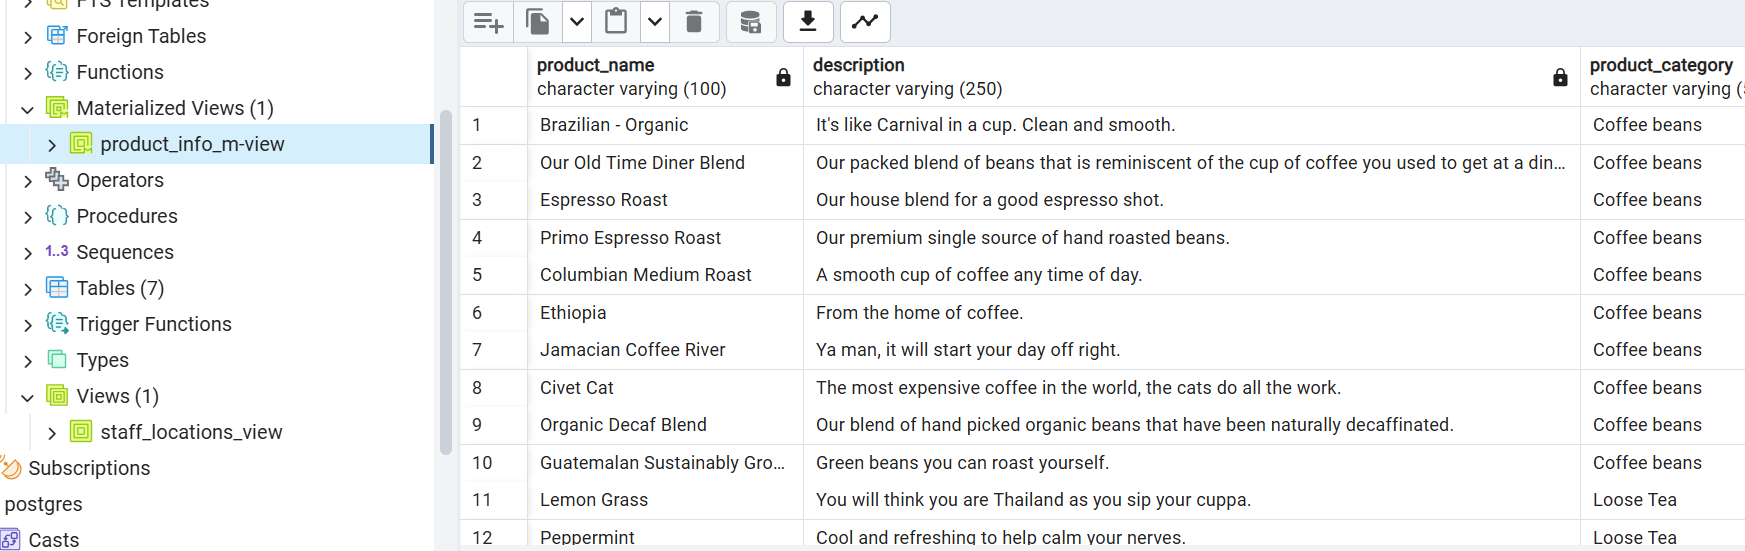 FTS Templates
Foreign Tables
Functions
Materialized Views (1)
product_info_m-view
Operators
Procedures
1..3 Sequences
Tables (7)
Trigger Functions
Types
Views (1)
staff_locations_view
Subscriptions
postgres
Casts
product_name description product_category
character varying (100) character varying (250) character varying (
1 Brazilian - Organic It's like Carnival in a cup. Clean and smooth. Coffee beans
2 Our Old Time Diner Blend Our packed blend of beans that is reminiscent of the cup of coffee you used to get at a din… Coffee beans
3 Espresso Roast Our house blend for a good espresso shot. Coffee beans
4 Primo Espresso Roast Our premium single source of hand roasted beans. Coffee beans
5 Columbian Medium Roast A smooth cup of coffee any time of day. Coffee beans
6 Ethiopia From the home of coffee. Coffee beans
7 Jamacian Coffee River Ya man, it will start your day off right. Coffee beans
8 Civet Cat The most expensive coffee in the world, the cats do all the work. Coffee beans
9 Organic Decaf Blend Our blend of hand picked organic beans that have been naturally decaffinated. Coffee beans
10 Guatemalan Sustainably Gro… Green beans you can roast yourself. Coffee beans
11 Lemon Grass You will think you are Thailand as you sip your cuppa. Loose Tea
12 Peppermint Cool and refreshing to help calm your nerves. Loose Tea